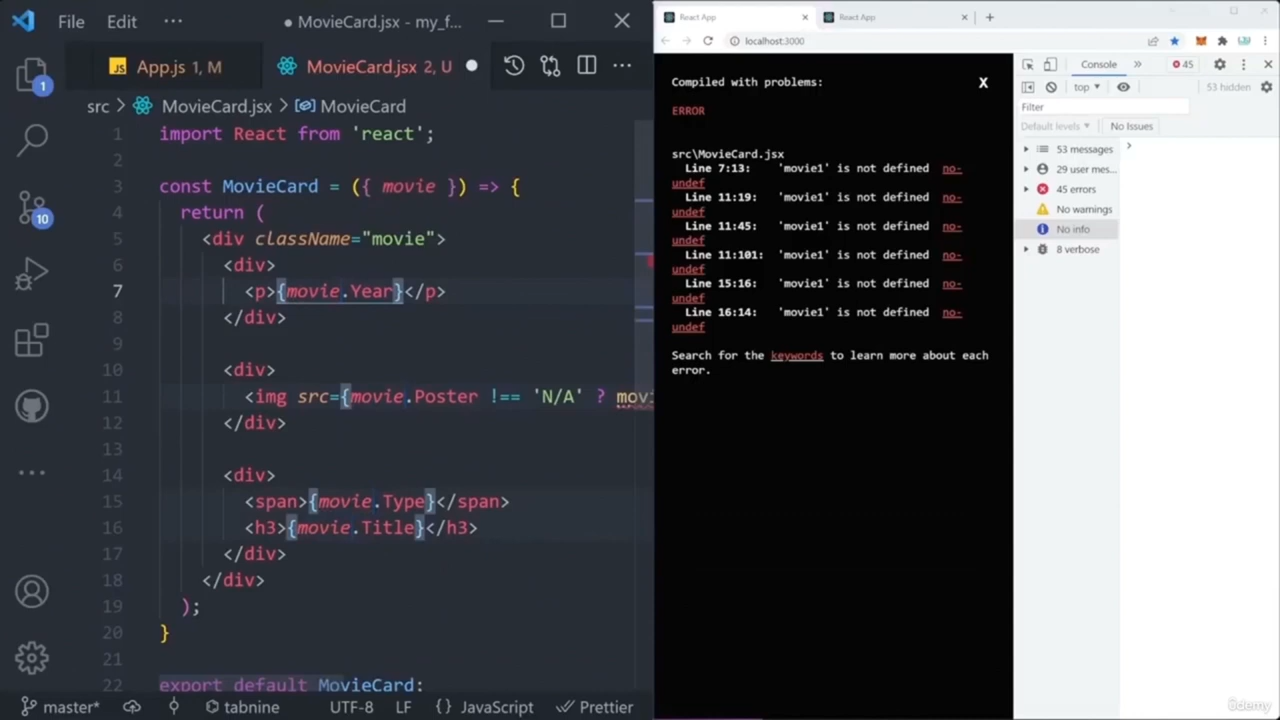 File Edit ··· ● MovieCard.jsx - my_f...
App.js 1, M MovieCard.jsx 2, U
src > MovieCard.jsx > MovieCard
1 import React from 'react';
2
3 const MovieCard = ({ movie }) => {
4 return (
5 <div className="movie">
6 <div>
7 <p>{movie.Year}</p>
8 </div>
9
10 <div>
11 <img src={movie.Poster !== 'N/A' ? movi
12 </div>
13
14 <div>
15 <span>{movie.Type}</span>
16 <h3>{movie.Title}</h3>
17 </div>
18 </div>
19 );
20 }
21
22 export default MovieCard;
1
10
master* tabnine UTF-8 LF {} JavaScript Prettier
React App React App
localhost:3000
Compiled with problems: X
ERROR
src\MovieCard.jsx
Line 7:13: 'movie1' is not defined no-
undef
Line 11:19: 'movie1' is not defined no-
undef
Line 11:45: 'movie1' is not defined no-
undef
Line 11:101: 'movie1' is not defined no-
undef
Line 15:16: 'movie1' is not defined no-
undef
Line 16:14: 'movie1' is not defined no-
undef
Search for the keywords to learn more about each
error.
Console » 45
top 53 hidden
Filter
Default levels No Issues
53 messages
29 user mes...
45 errors
No warnings
No info
8 verbose
ûdemy